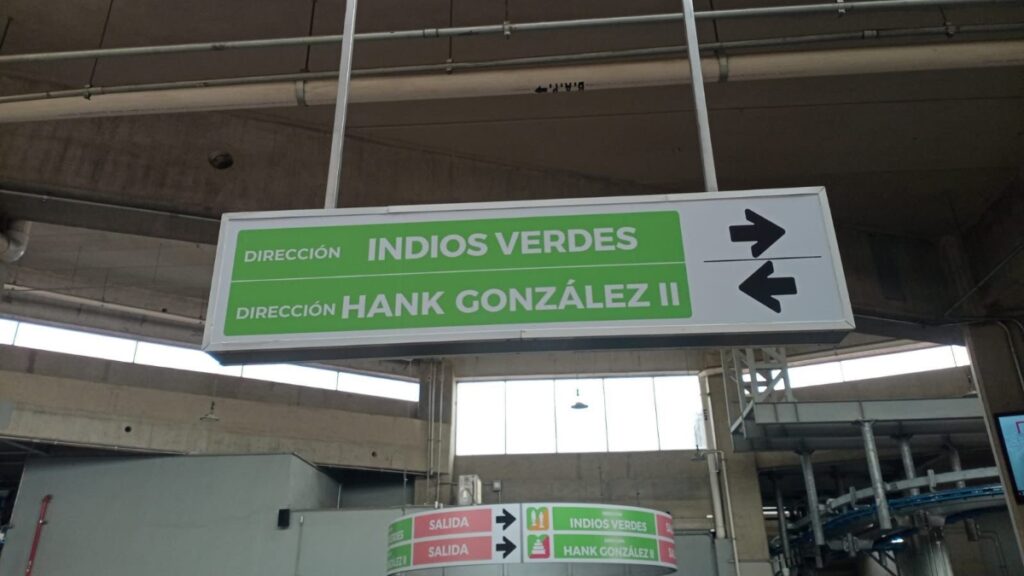 B.A.P.
DIRECCIÓN INDIOS VERDES
DIRECCIÓN HANK GONZÁLEZ II
SALIDA
SALIDA
INDIOS VERDES
HANK GONZÁLEZ II